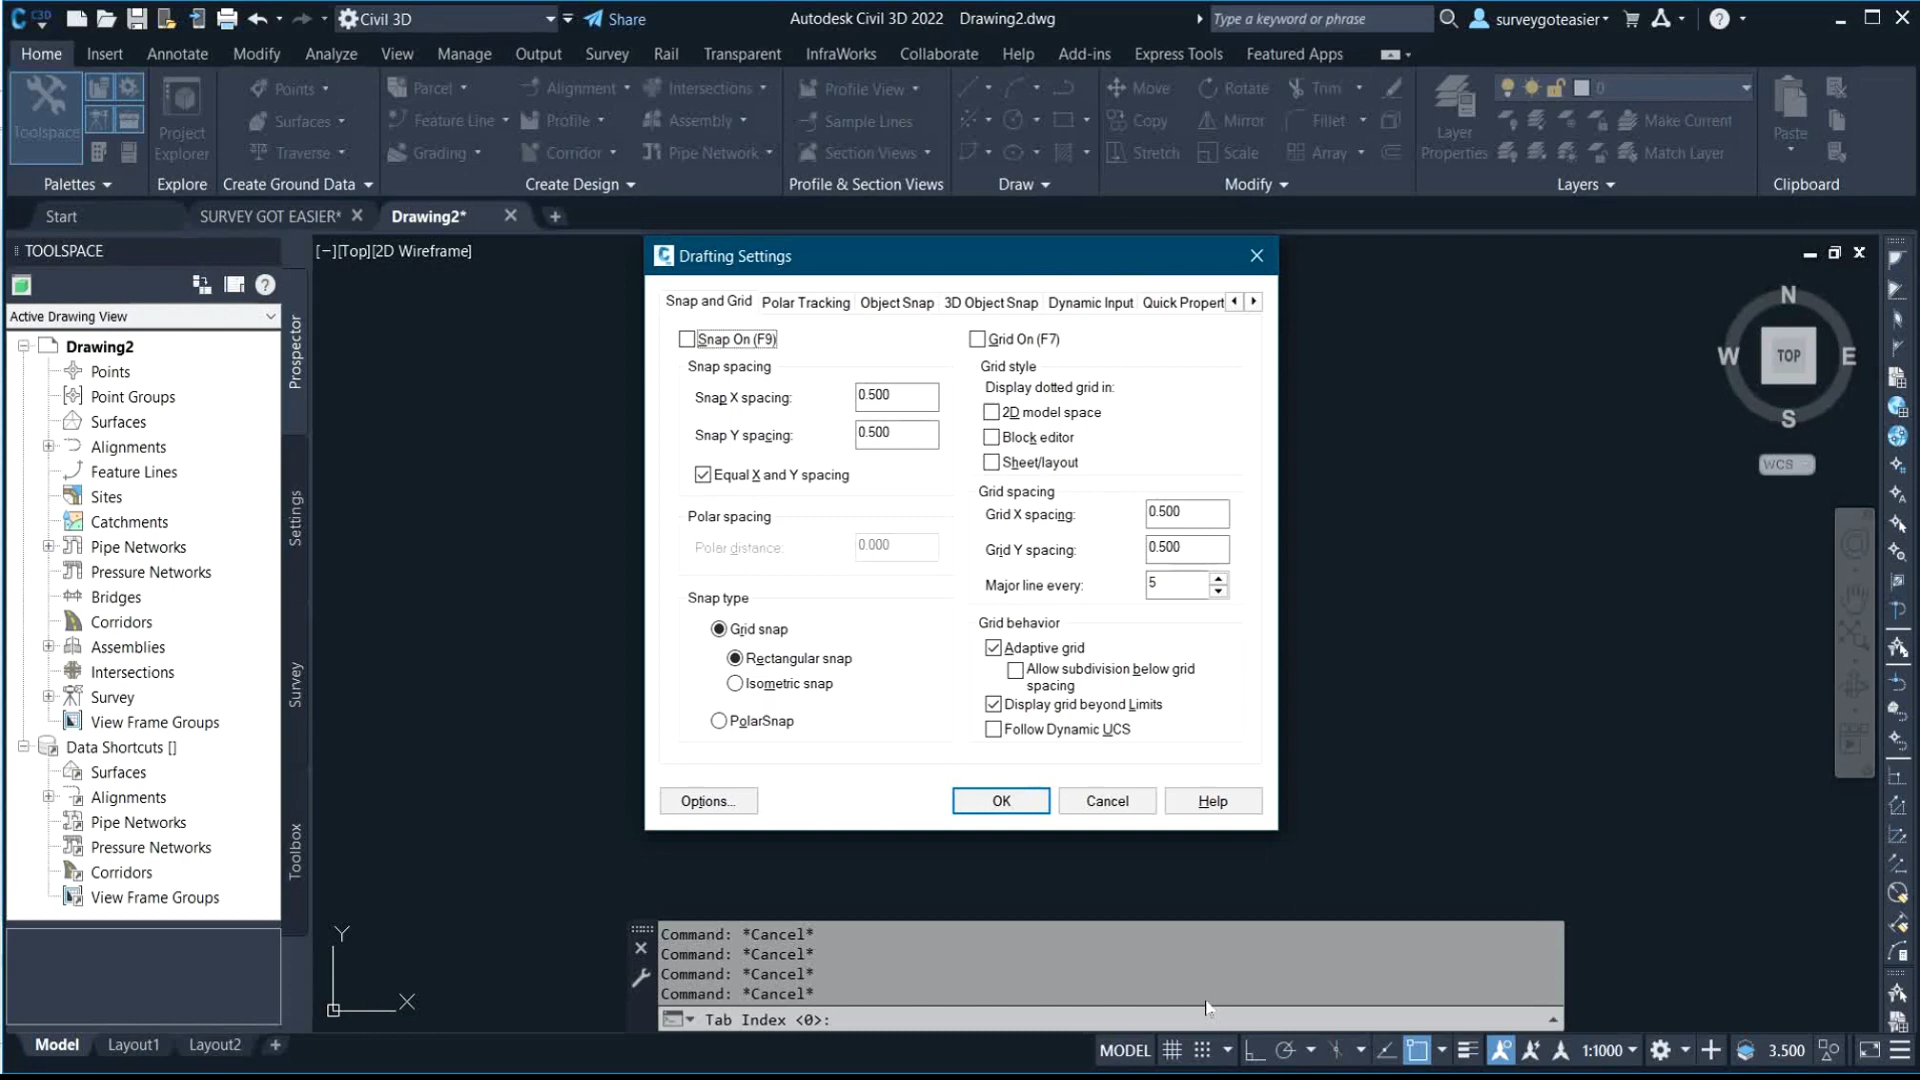 C3D
Civil 3D
Share
Autodesk Civil 3D 2022 Drawing2.dwg
Type a keyword or phrase
surveygoteasier
Home Insert Annotate Modify Analyze View Manage Output Survey Rail Transparent InfraWorks Collaborate Help Add-ins Express Tools Featured Apps
Points Parcel Alignment Intersections Profile View Move Rotate Trim 0
Toolspace Project Explorer Surfaces Feature Line Profile Assembly Sample Lines Copy Mirror Fillet Layer Properties Make Current Paste
Traverse Grading Corridor Pipe Network Section Views Stretch Scale Array Match Layer
Palettes Explore Create Ground Data Create Design Profile & Section Views Draw Modify Layers Clipboard
Start SURVEY GOT EASIER* Drawing2*
TOOLSPACE
Active Drawing View
Drawing2
Points
Point Groups
Surfaces
Alignments
Feature Lines
Sites
Catchments
Pipe Networks
Pressure Networks
Bridges
Corridors
Assemblies
Intersections
Survey
View Frame Groups
Data Shortcuts []
Surfaces
Alignments
Pipe Networks
Pressure Networks
Corridors
View Frame Groups
Prospector
Settings
Survey
Toolbox
[−][Top][2D Wireframe]
Drafting Settings
Snap and Grid Polar Tracking Object Snap 3D Object Snap Dynamic Input Quick Propert
Snap On (F9)
Snap spacing
Snap X spacing: 0.500
Snap Y spacing: 0.500
Equal X and Y spacing
Polar spacing
Polar distance: 0.000
Snap type
Grid snap
Rectangular snap
Isometric snap
PolarSnap
Grid On (F7)
Grid style
Display dotted grid in:
2D model space
Block editor
Sheet/layout
Grid spacing
Grid X spacing: 0.500
Grid Y spacing: 0.500
Major line every: 5
Grid behavior
Adaptive grid
Allow subdivision below grid
spacing
Display grid beyond Limits
Follow Dynamic UCS
Options... OK Cancel Help
N
W TOP E
S
WCS
Y
X
Command: *Cancel*
Command: *Cancel*
Command: *Cancel*
Command: *Cancel*
Tab Index <0>:
Model Layout1 Layout2 +
MODEL 1:1000 3.500